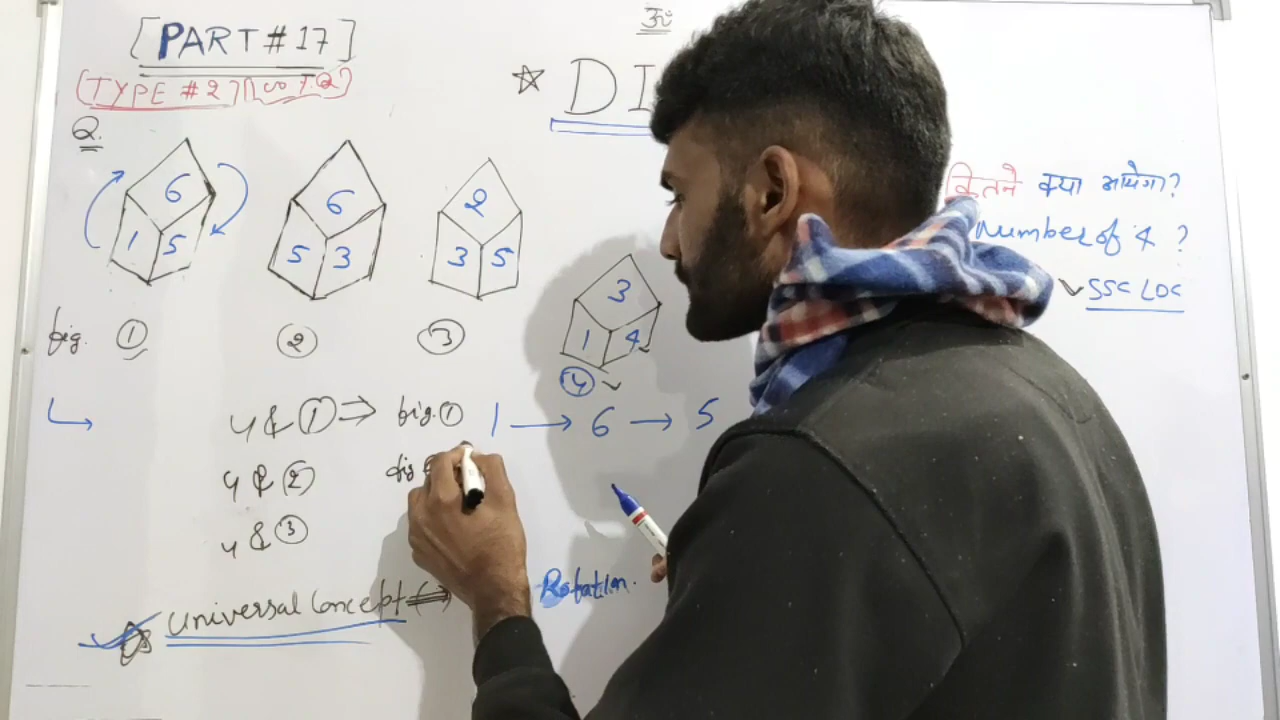 ॐ
[PART # 17]
☆ DI
Q.
6
1 5
6
5 3
2
3 5
3
1 4
कितने क्या आयेगा?
Number of 4 ?
✓ SSC LDC
fig. ① ② ③
④ ✓
4 & ① ⇒ fig. ① 1 → 6 → 5
4 & ②
4 & ③
Universal Concept
Rotation.